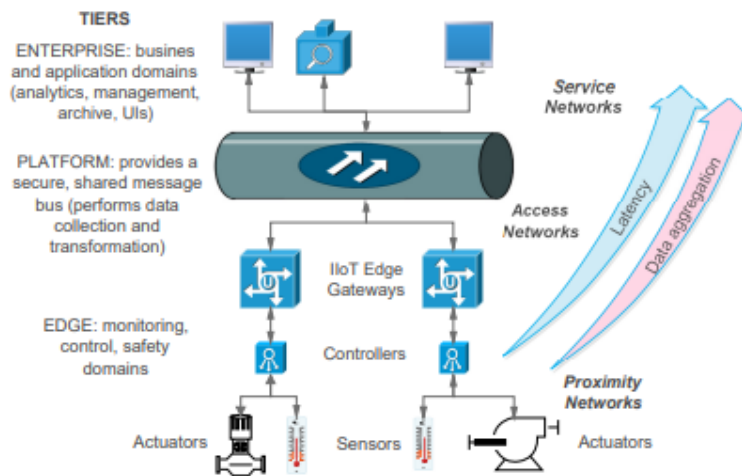 TIERS
ENTERPRISE: busines
and application domains
(analytics, management,
archive, UIs)
Service
Networks
PLATFORM: provides a
secure, shared message
bus (performs data
collection and
transformation)
Access
Networks
Latency
Data aggregation
IIoT Edge
Gateways
U
U
EDGE: monitoring,
control, safety
domains
Controllers
Proximity
Networks
Actuators
Sensors
Actuators